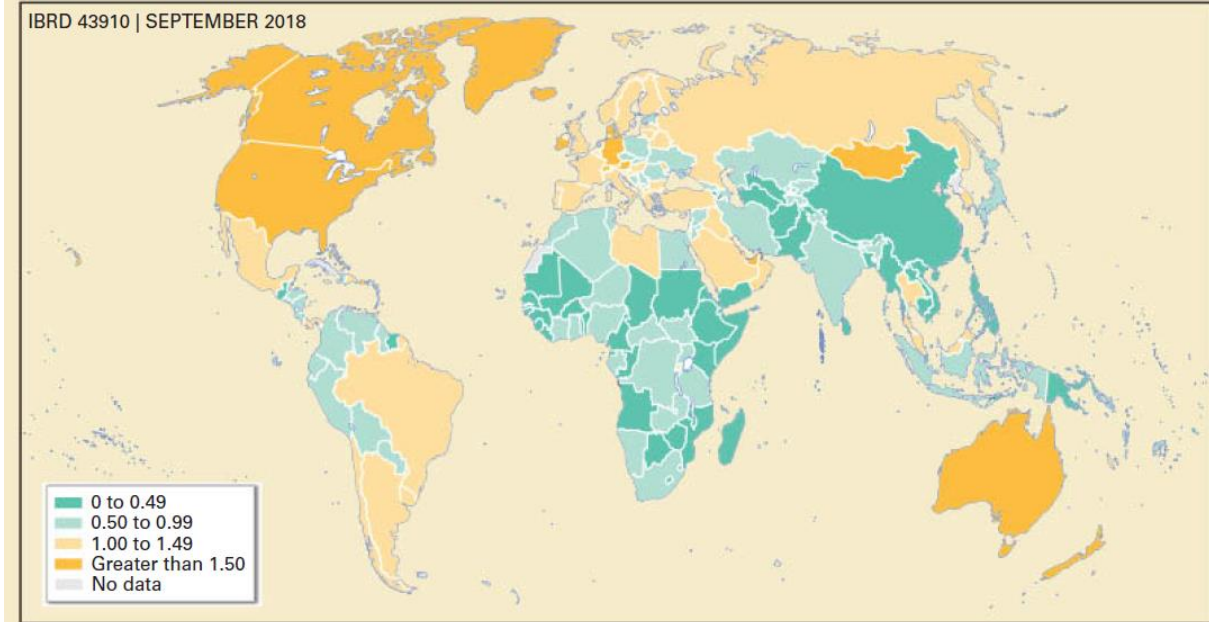 IBRD 43910 | SEPTEMBER 2018
0 to 0.49
0.50 to 0.99
1.00 to 1.49
Greater than 1.50
No data